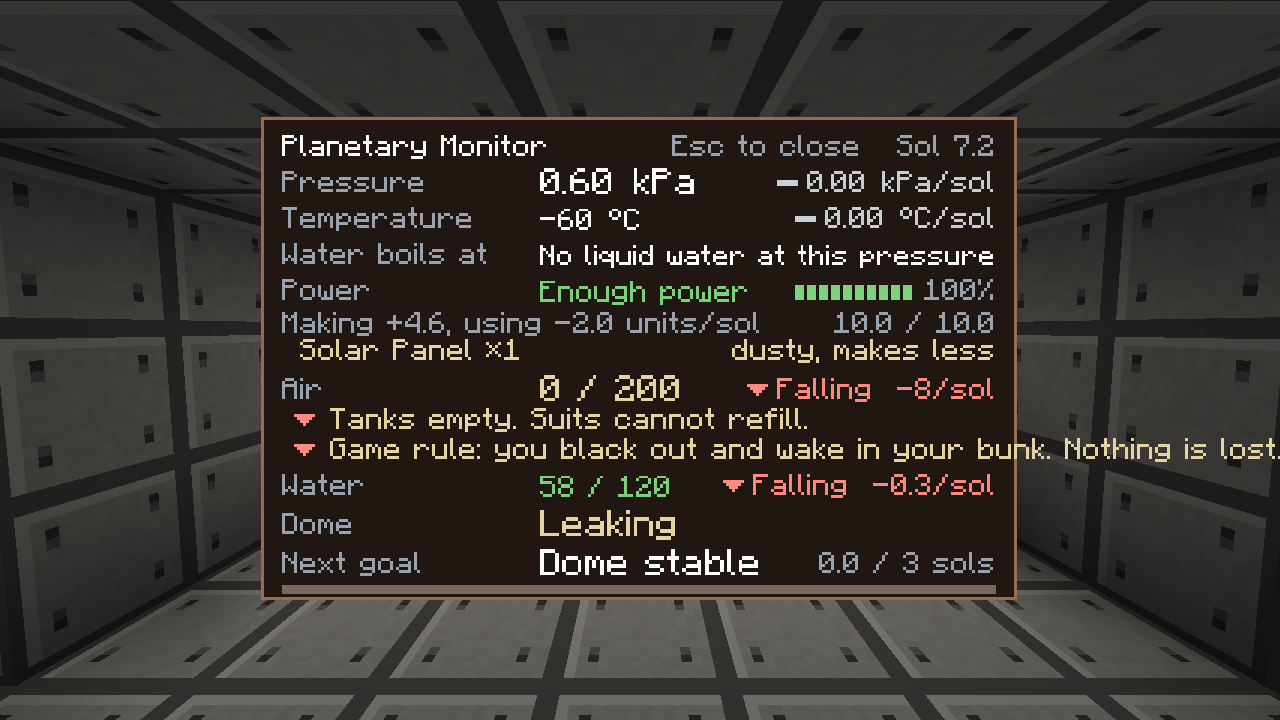 Planetary Monitor Esc to close Sol 7.2
Pressure 0.60 kPa 0.00 kPa/sol
Temperature -60 °C 0.00 °C/sol
Water boils at No liquid water at this pressure
Power Enough power 100%
Making +4.6, using -2.0 units/sol 10.0 / 10.0
Solar Panel ×1 dusty, makes less
Air 0 / 200 Falling -8/sol
Tanks empty. Suits cannot refill.
Game rule: you black out and wake in your bunk. Nothing is lost.
Water 58 / 120 Falling -0.3/sol
Dome Leaking
Next goal Dome stable 0.0 / 3 sols